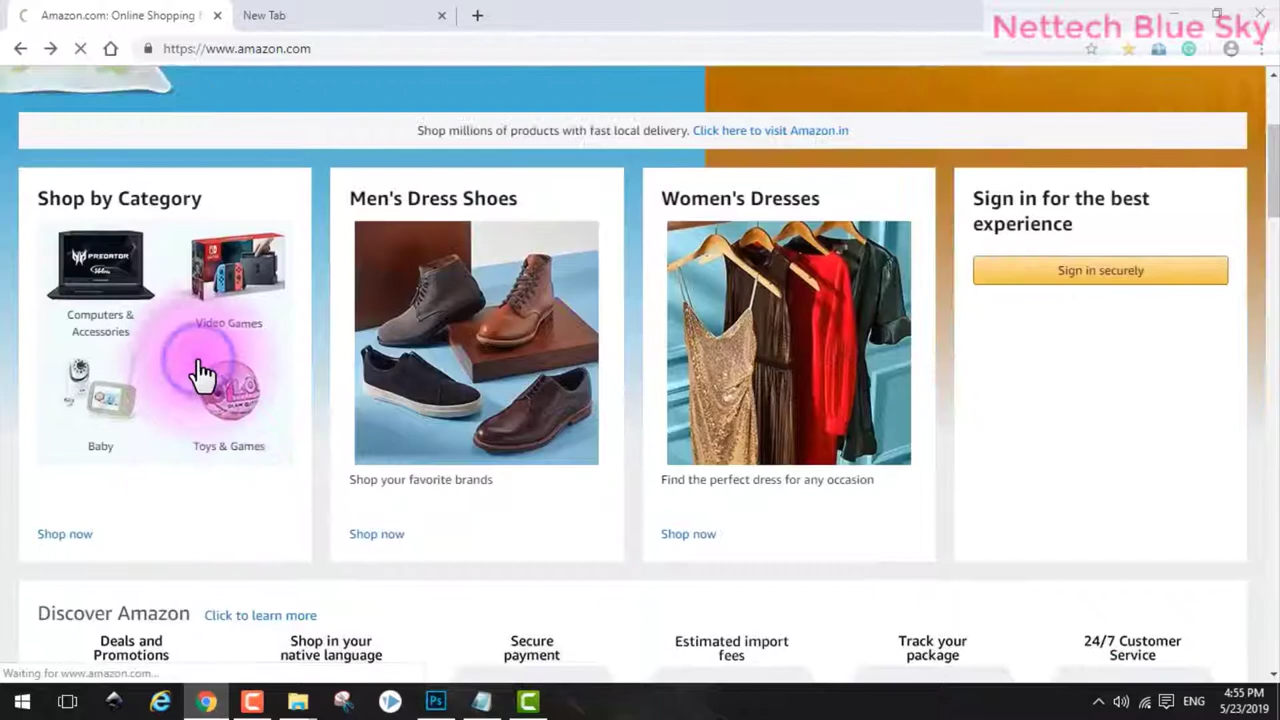 Amazon.com: Online Shopping f
New Tab
Nettech Blue Sky
https://www.amazon.com
Shop millions of products with fast local delivery. Click here to visit Amazon.in
Shop by Category
PREDATOR
Computers &
Accessories
Video Games
Baby
Toys & Games
Shop now
Men's Dress Shoes
Shop your favorite brands
Shop now
Women's Dresses
Find the perfect dress for any occasion
Shop now
Sign in for the best
experience
Sign in securely
Discover Amazon Click to learn more
Deals and
Promotions
Shop in your
native language
Secure
payment
Estimated import
fees
Track your
package
24/7 Customer
Service
Waiting for www.amazon.com...
Ps
ENG
4:55 PM
5/23/2019